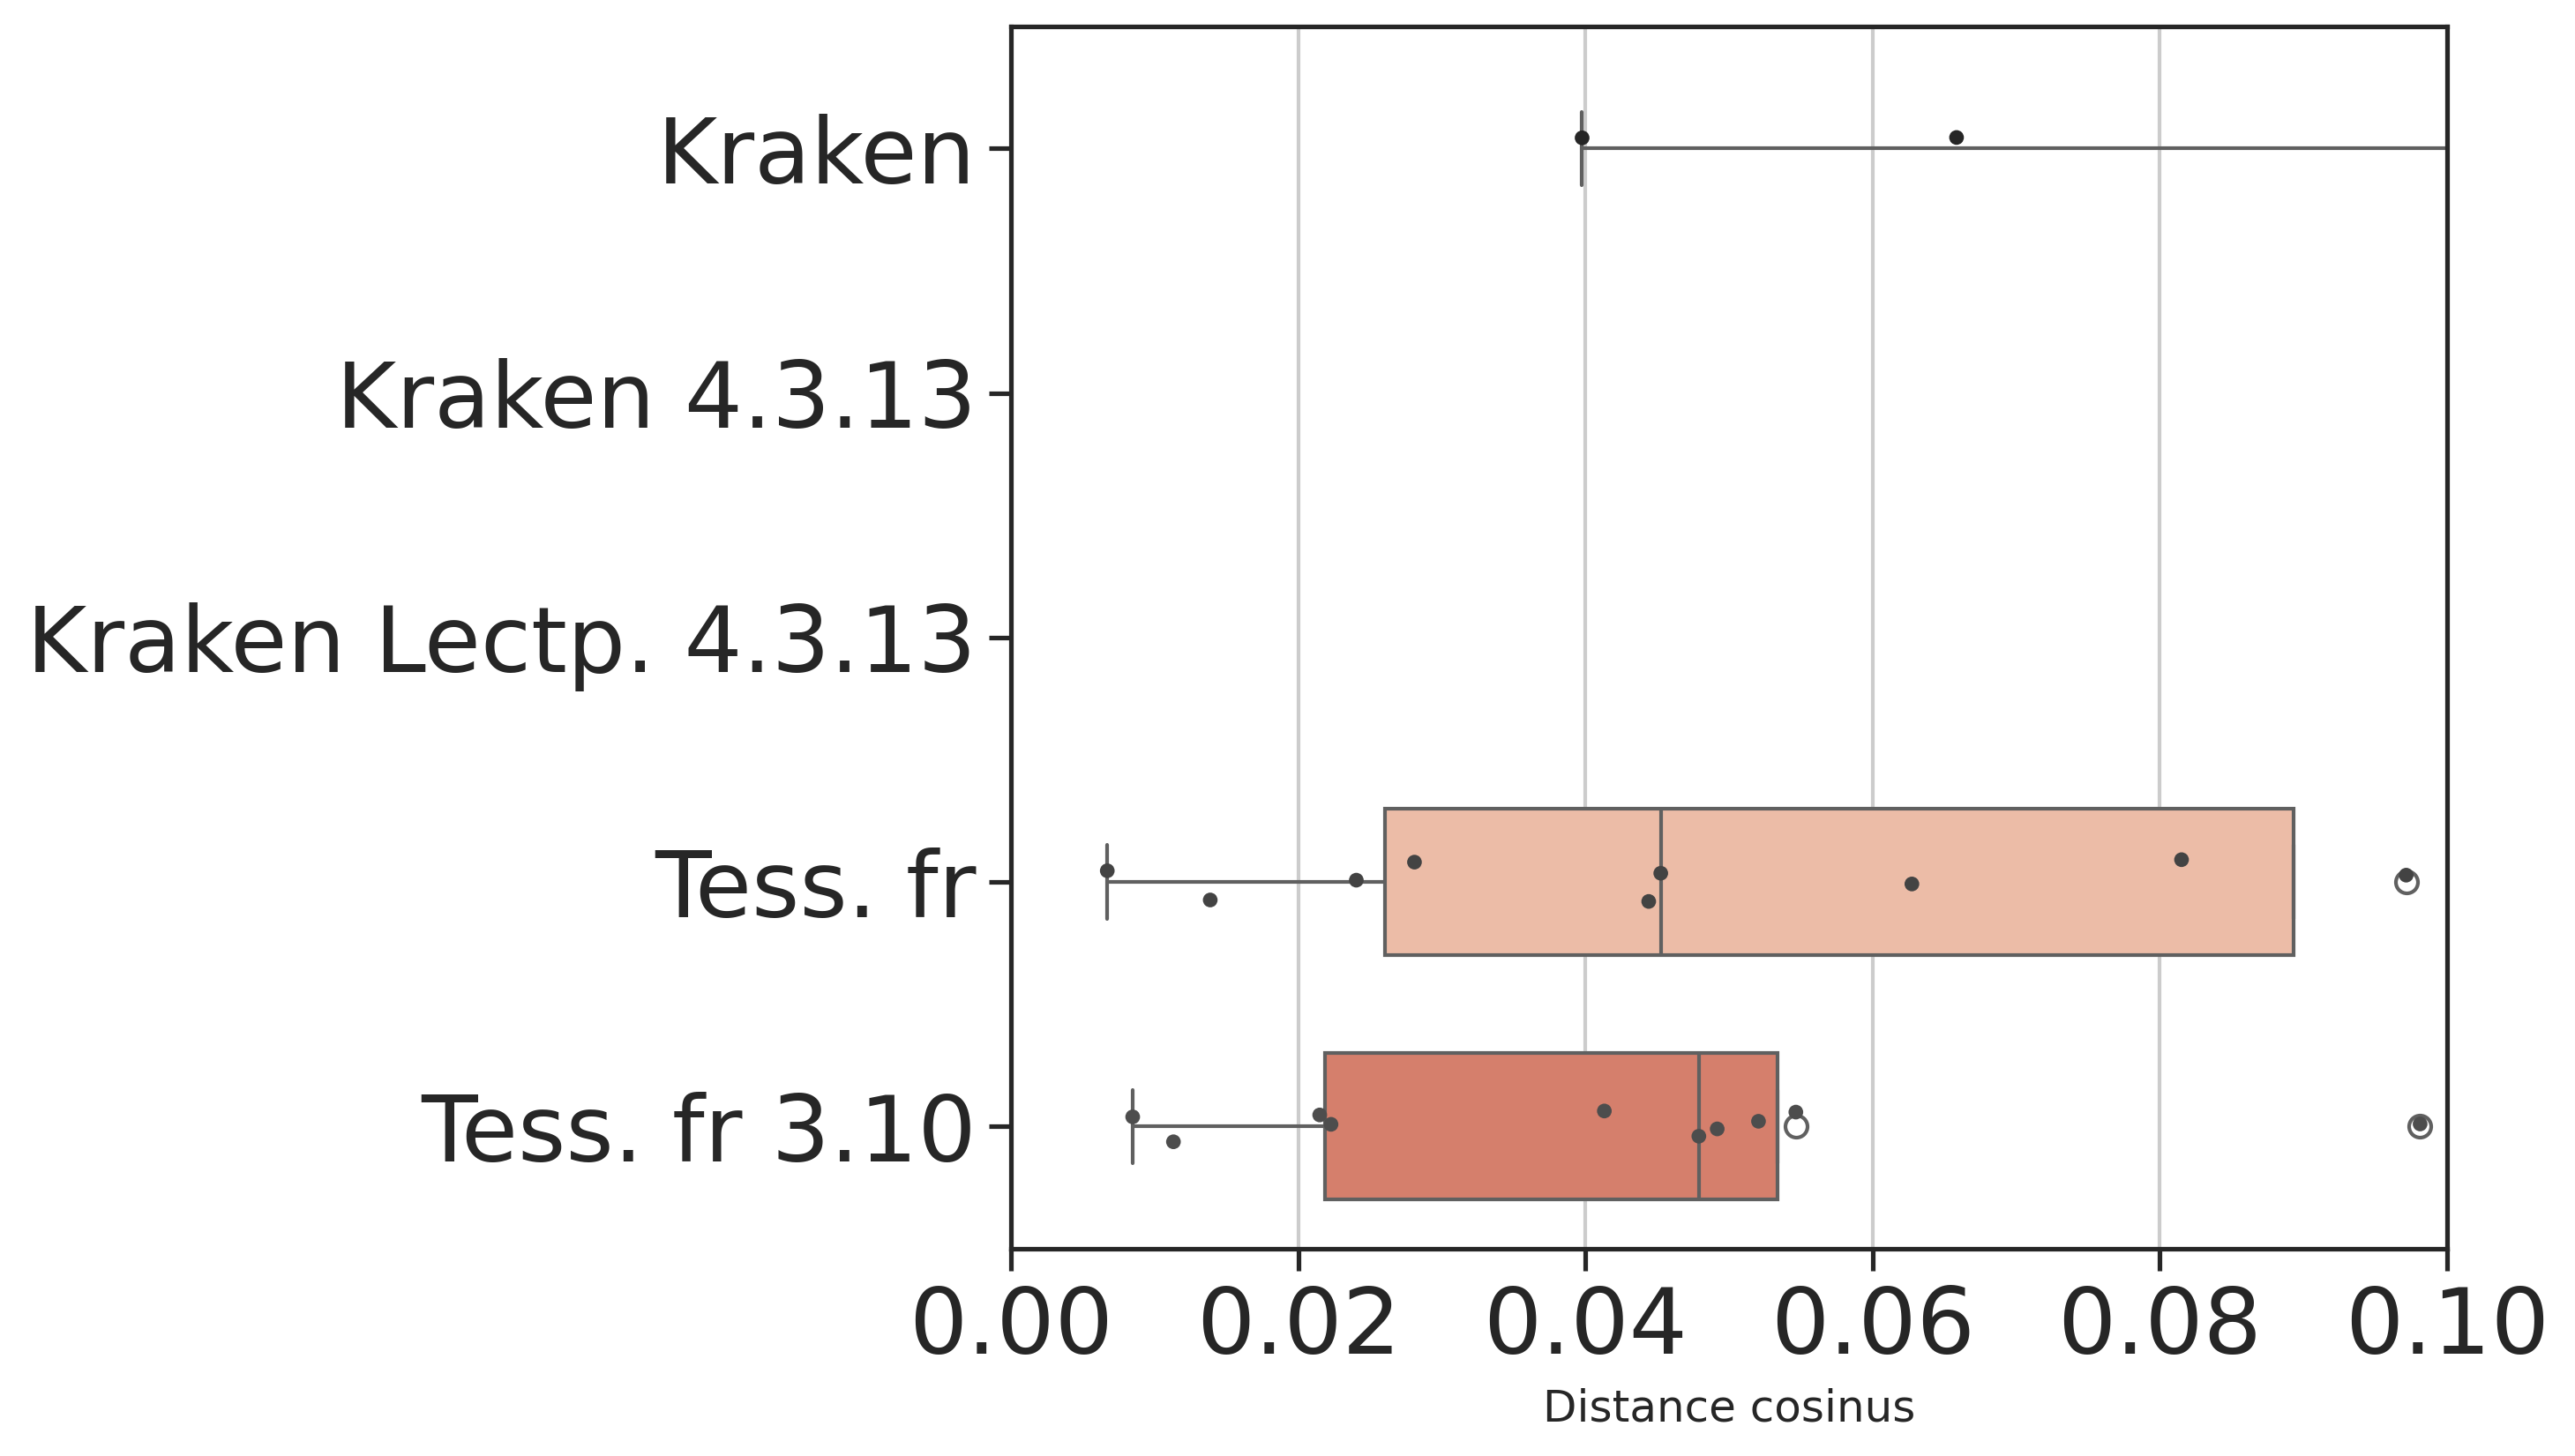 Kraken
Kraken 4.3.13
Kraken Lectp. 4.3.13
Tess. fr
Tess. fr 3.10
0.00 0.02 0.04 0.06 0.08 0.10
Distance cosinus